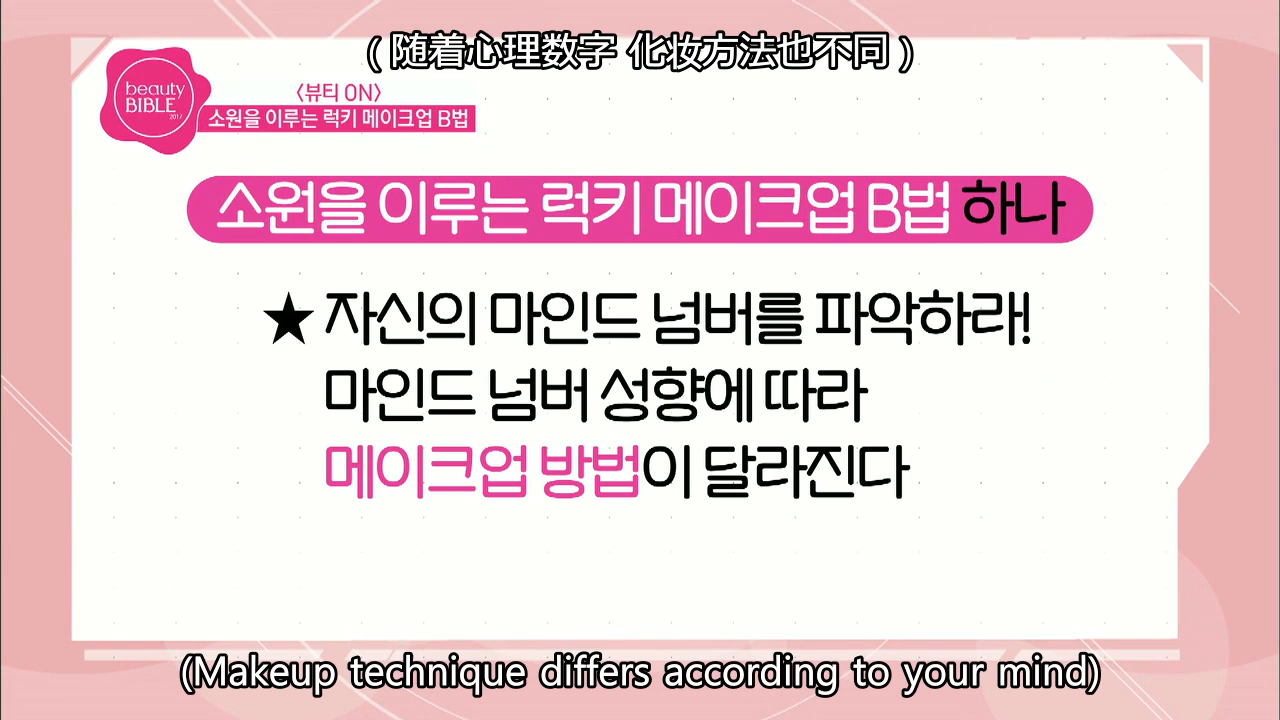 ( 随着心理数字 化妆方法也不同 )
beauty
BIBLE
2017
〈뷰티 ON〉
소원을 이루는 럭키 메이크업 B법
소원을 이루는 럭키 메이크업 B법 하나
★ 자신의 마인드 넘버를 파악하라!
마인드 넘버 성향에 따라
메이크업 방법이 달라진다
(Makeup technique differs according to your mind)